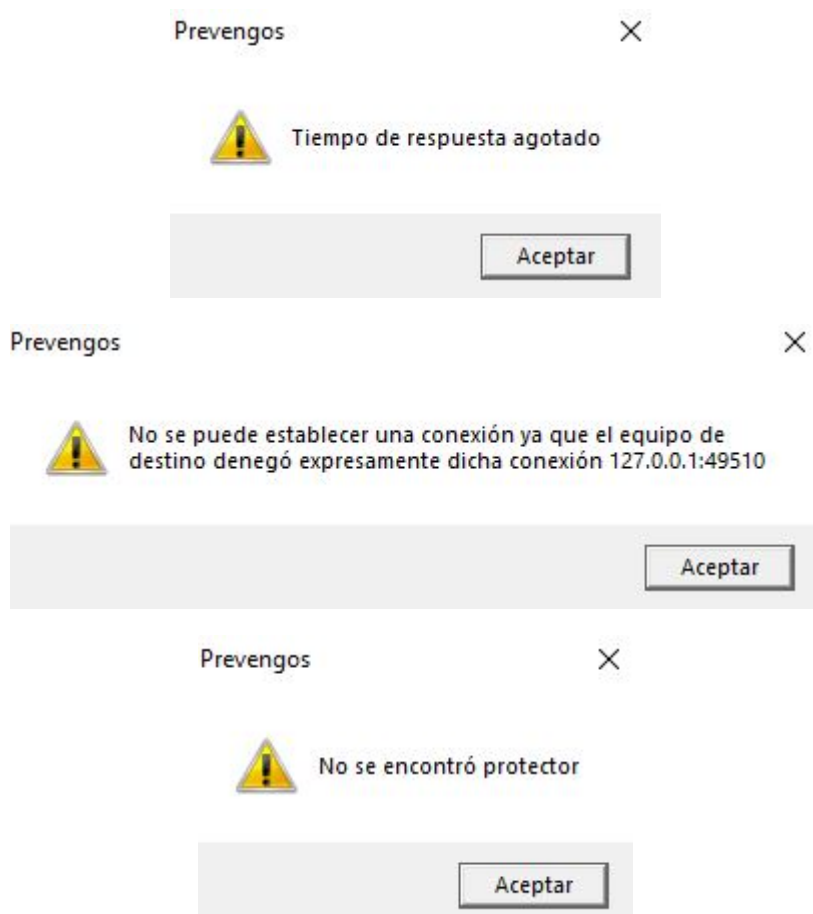 Prevengos
Tiempo de respuesta agotado
Aceptar
Prevengos
No se puede establecer una conexión ya que el equipo de
destino denegó expresamente dicha conexión 127.0.0.1:49510
Aceptar
Prevengos
No se encontró protector
Aceptar